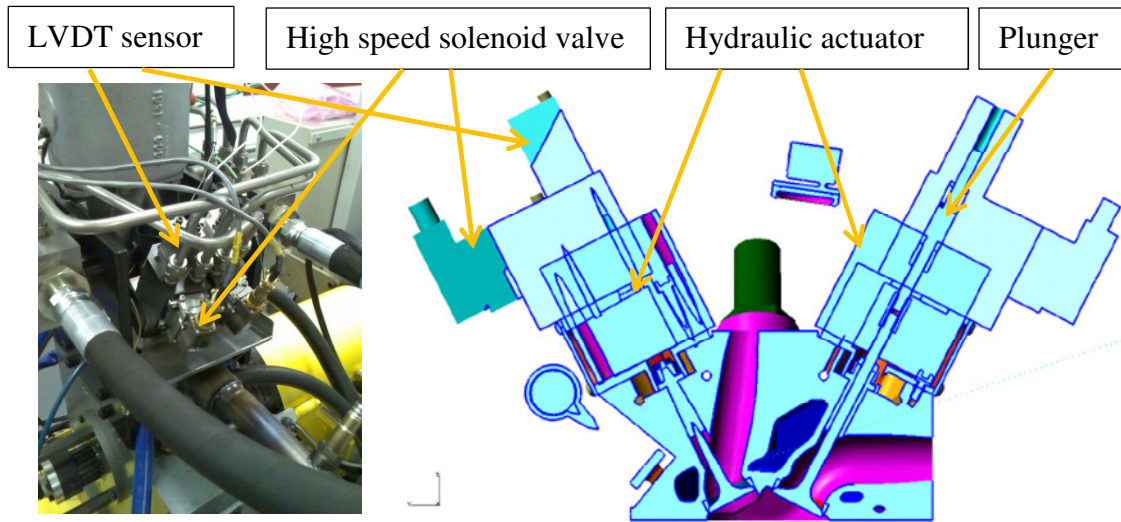 LVDT sensor
High speed solenoid valve
Hydraulic actuator
Plunger